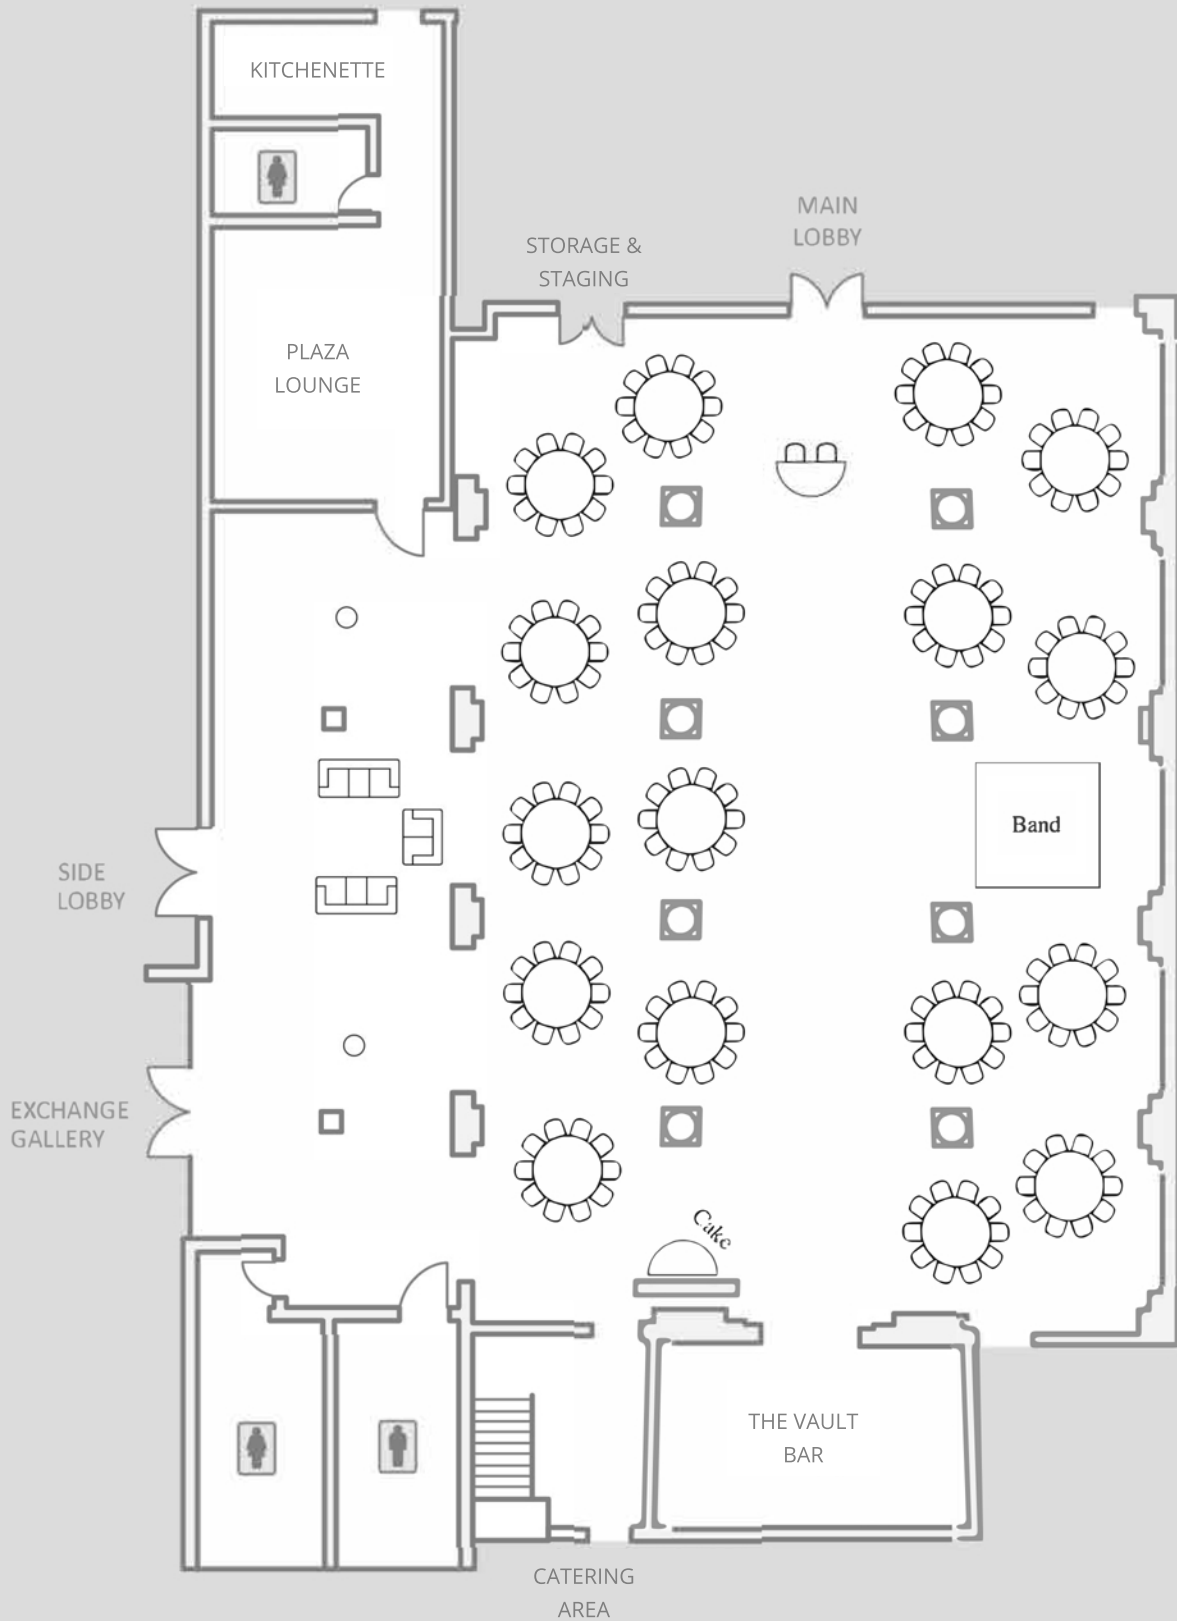 KITCHENETTE
MAIN
LOBBY
STORAGE &
STAGING
PLAZA
LOUNGE
Band
SIDE
LOBBY
EXCHANGE
GALLERY
Cake
THE VAULT
BAR
CATERING
AREA